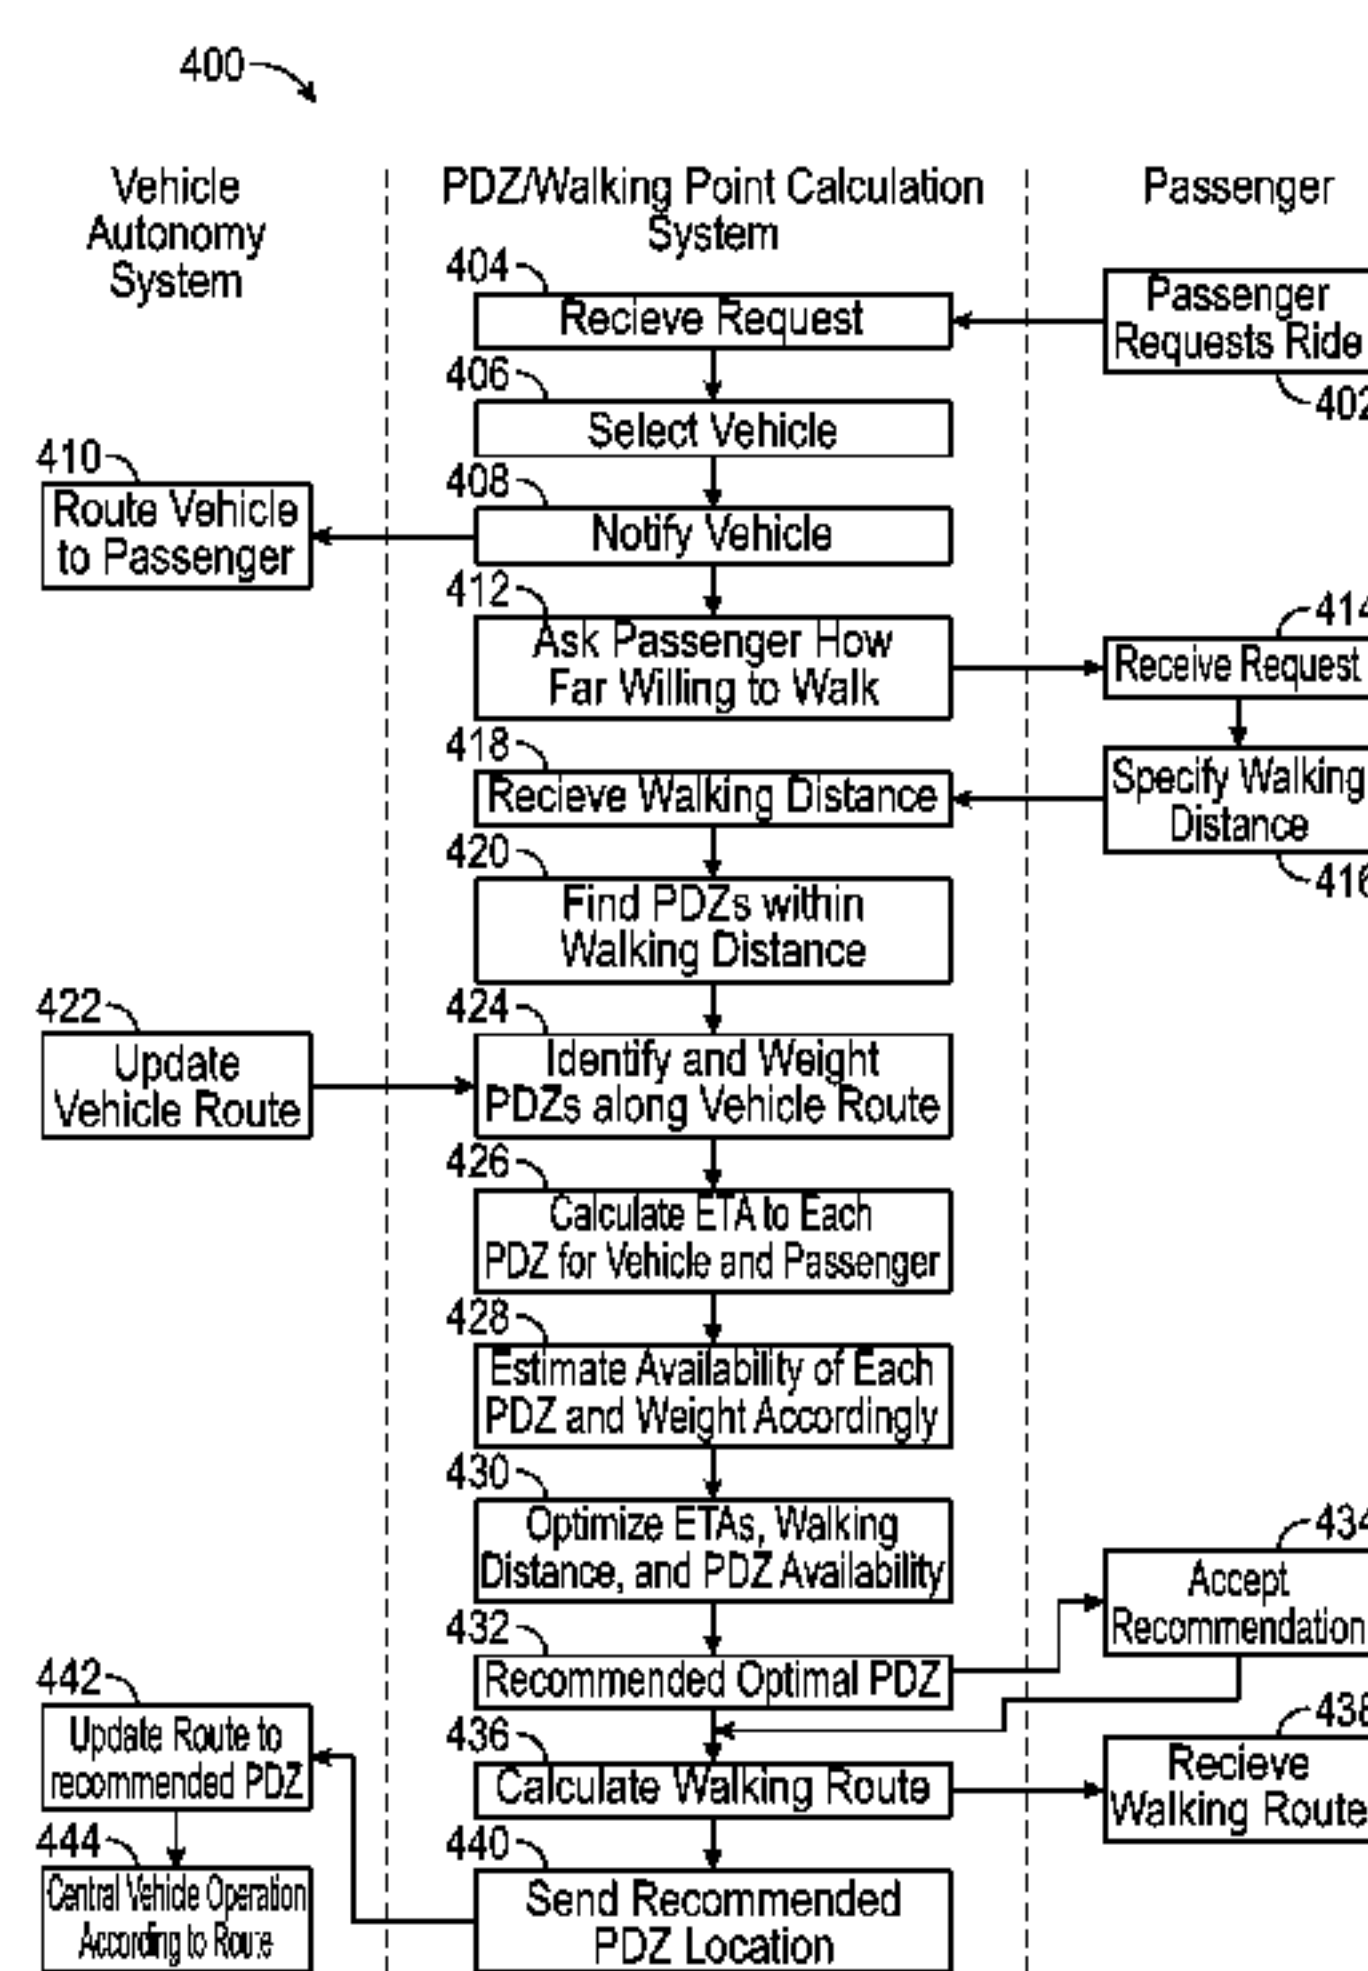 400
Vehicle
Autonomy
System
PDZ/Walking Point Calculation
System
Passenger
404
Recieve Request
Passenger
Requests Ride
402
406
Select Vehicle
410
Route Vehicle
to Passenger
408
Notify Vehicle
412
Ask Passenger How
Far Willing to Walk
414
Receive Request
418
Recieve Walking Distance
Specify Walking
Distance
416
420
Find PDZs within
Walking Distance
422
Update
Vehicle Route
424
Identify and Weight
PDZs along Vehicle Route
426
Calculate ETA to Each
PDZ for Vehicle and Passenger
428
Estimate Availability of Each
PDZ and Weight Accordingly
430
Optimize ETAs, Walking
Distance, and PDZ Availability
434
Accept
Recommendation
432
Recommended Optimal PDZ
442
Update Route to
recommended PDZ
436
Calculate Walking Route
438
Recieve
Walking Route
444
Central Vehicle Operation
According to Route
440
Send Recommended
PDZ Location